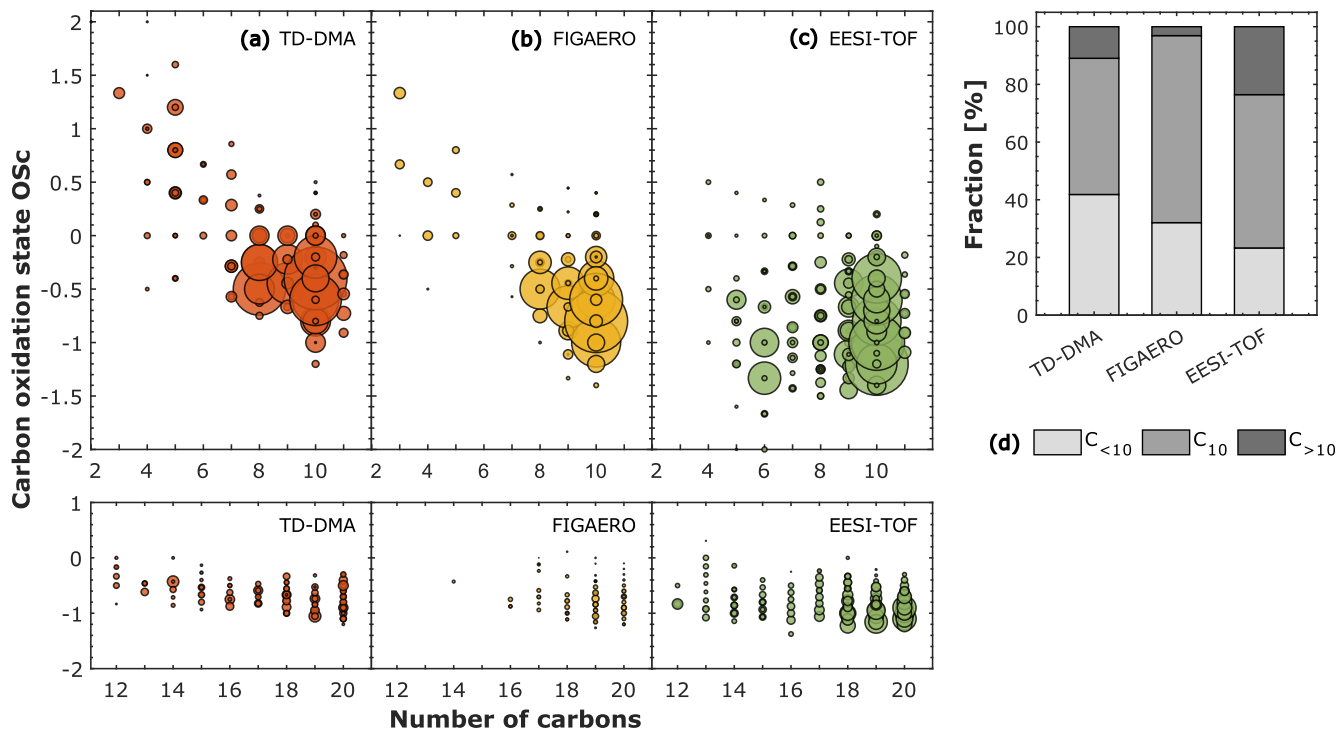 (a) TD-DMA
(b) FIGAERO
(c) EESI-TOF
Carbon oxidation state OSc
2
1.5
1
0.5
0
-0.5
-1
-1.5
-2
2 4 6 8 10
2 4 6 8 10
2 4 6 8 10
TD-DMA
FIGAERO
EESI-TOF
1
0
-1
-2
12 14 16 18 20
12 14 16 18 20
12 14 16 18 20
Number of carbons
Fraction [%]
100
80
60
40
20
0
TD-DMA
FIGAERO
EESI-TOF
(d) C<10 C10 C>10